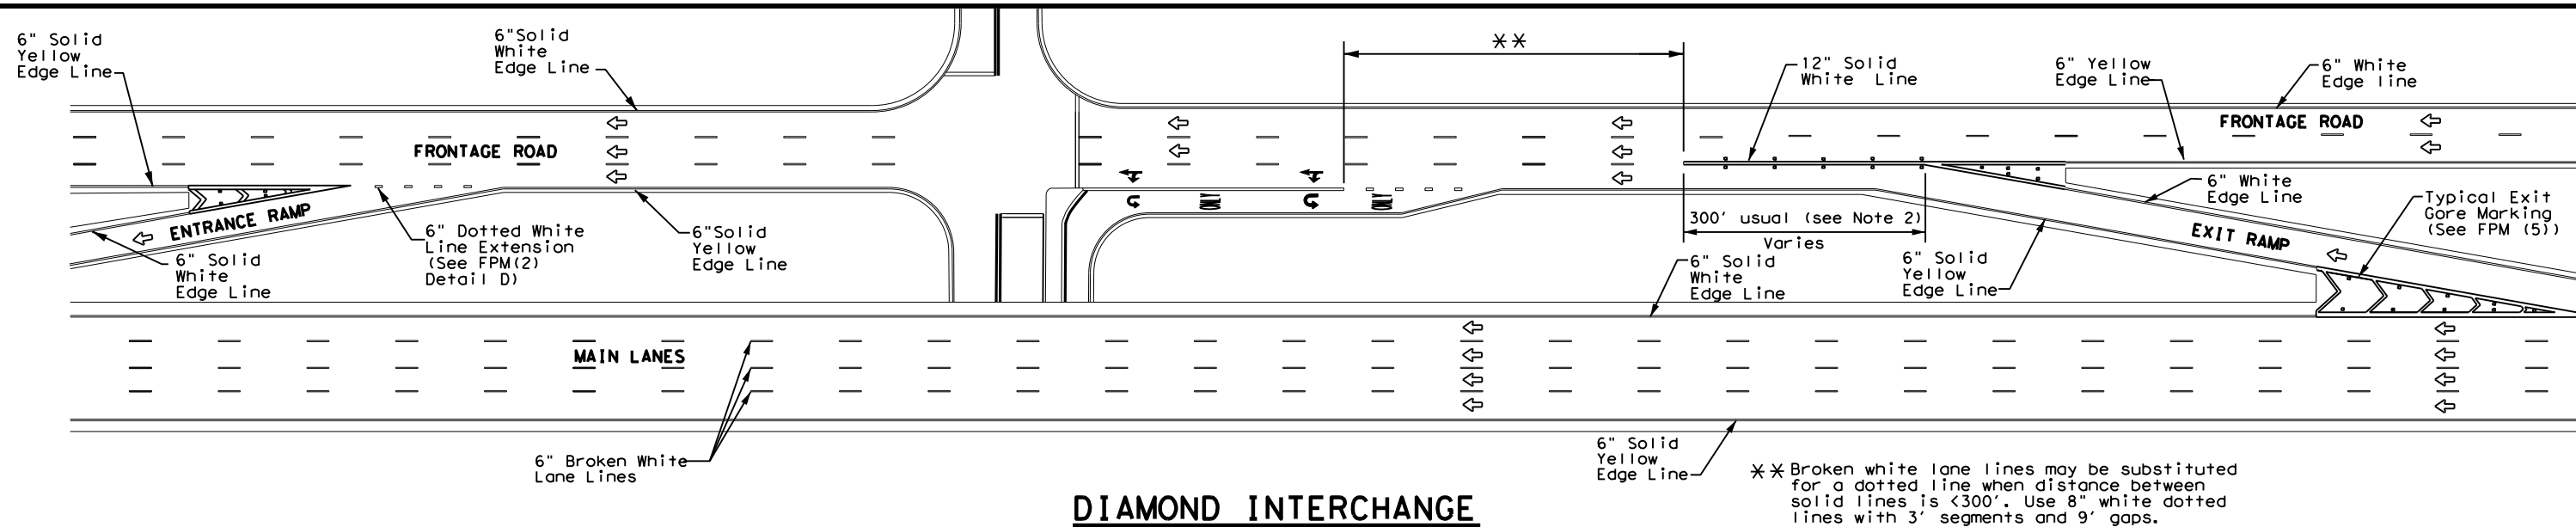 6" Solid
Yellow
Edge Line
6"Solid
White
Edge Line
**
12" Solid
White Line
6" Yellow
Edge Line
6" White
Edge line
FRONTAGE ROAD
FRONTAGE ROAD
ENTRANCE RAMP
6" Solid
White
Edge Line
6" Dotted White
Line Extension
(See FPM(2)
Detail D)
6"Solid
Yellow
Edge Line
ONLY
ONLY
300' usual (see Note 2)
Varies
6" Solid
White
Edge Line
6" Solid
Yellow
Edge Line
6" White
Edge Line
EXIT RAMP
Typical Exit
Gore Marking
(See FPM (5))
MAIN LANES
6" Broken White
Lane Lines
6" Solid
Yellow
Edge Line
** Broken white lane lines may be substituted
for a dotted line when distance between
solid lines is <300'. Use 8" white dotted
lines with 3' segments and 9' gaps.
DIAMOND INTERCHANGE